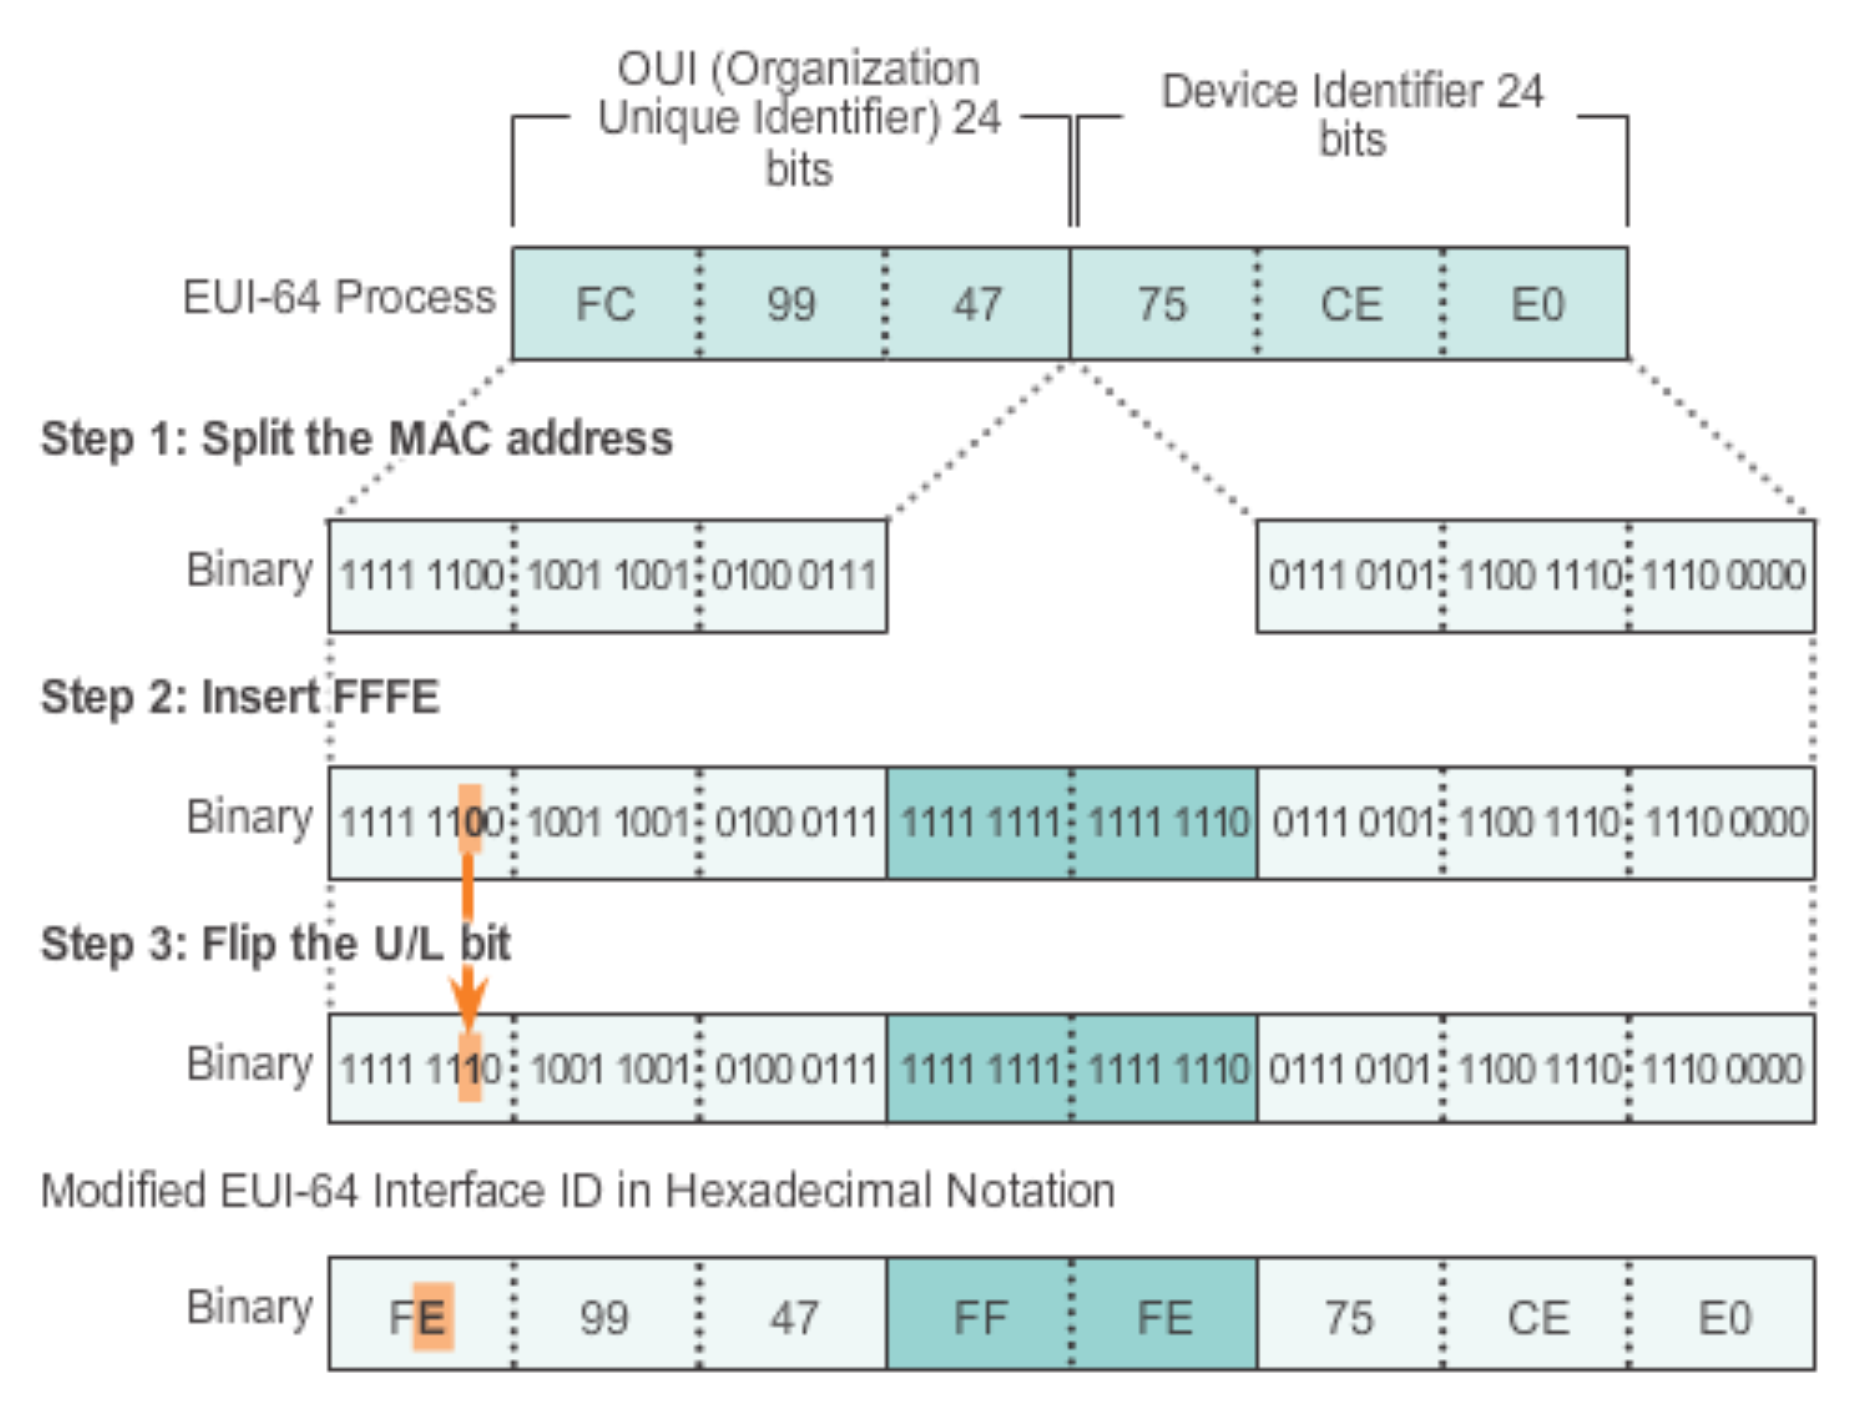 OUI (Organization
Unique Identifier) 24
bits
Device Identifier 24
bits
EUI-64 Process FC 99 47 75 CE E0
Step 1: Split the MAC address
Binary 1111 1100 1001 1001 0100 0111 0111 0101 1100 1110 1110 0000
Step 2: Insert FFFE
Binary 1111 1100 1001 1001 0100 0111 1111 1111 1111 1110 0111 0101 1100 1110 1110 0000
Step 3: Flip the U/L bit
Binary 1111 1110 1001 1001 0100 0111 1111 1111 1111 1110 0111 0101 1100 1110 1110 0000
Modified EUI-64 Interface ID in Hexadecimal Notation
Binary FE 99 47 FF FE 75 CE E0